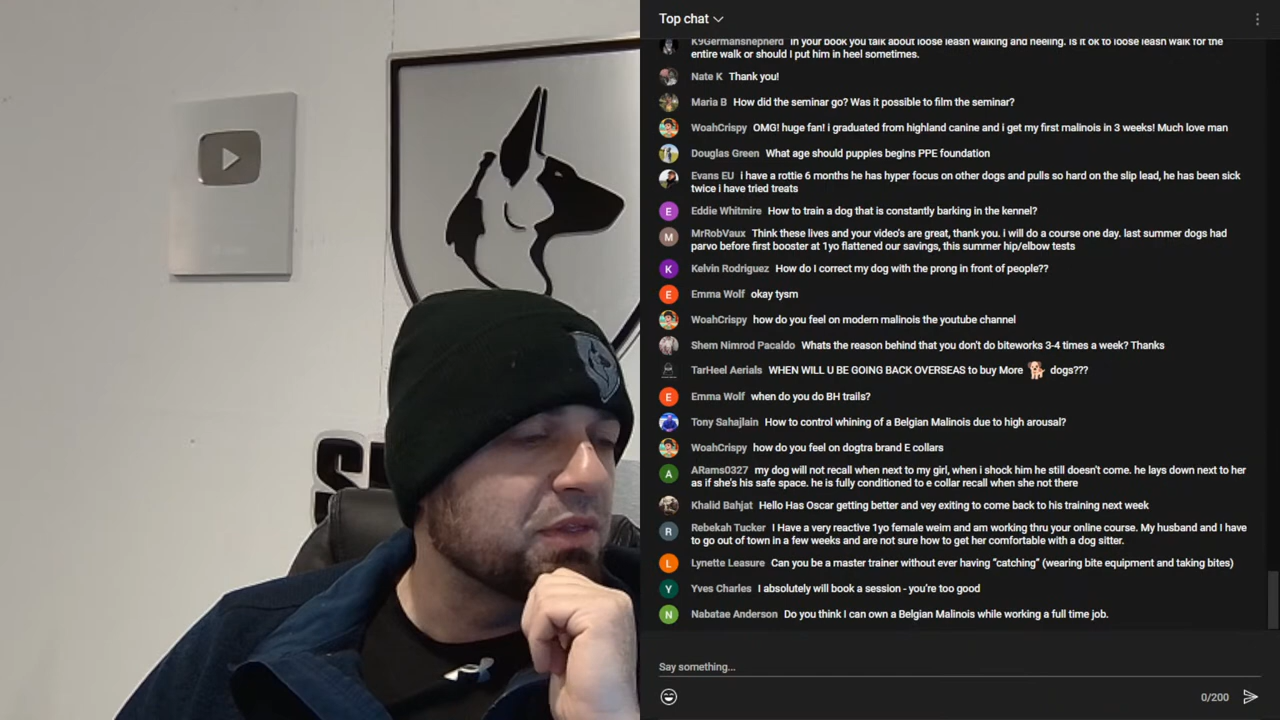 S
Top chat
K9Germanshepherd In your book you talk about loose leash walking and heeling. Is it ok to loose leash walk for the
entire walk or should I put him in heel sometimes.
Nate K Thank you!
Maria B How did the seminar go? Was it possible to film the seminar?
WoahCrispy OMG! huge fan! i graduated from highland canine and i get my first malinois in 3 weeks! Much love man
Douglas Green What age should puppies begins PPE foundation
Evans EU i have a rottie 6 months he has hyper focus on other dogs and pulls so hard on the slip lead, he has been sick
twice i have tried treats
E Eddie Whitmire How to train a dog that is constantly barking in the kennel?
M MrRobVaux Think these lives and your video's are great, thank you. i will do a course one day. last summer dogs had
parvo before first booster at 1yo flattened our savings, this summer hip/elbow tests
K Kelvin Rodriguez How do I correct my dog with the prong in front of people??
E Emma Wolf okay tysm
WoahCrispy how do you feel on modern malinois the youtube channel
Shem Nimrod Pacaldo Whats the reason behind that you don't do biteworks 3-4 times a week? Thanks
TarHeel Aerials WHEN WILL U BE GOING BACK OVERSEAS to buy More 🐕 dogs???
E Emma Wolf when do you do BH trails?
Tony Sahajlain How to control whining of a Belgian Malinois due to high arousal?
WoahCrispy how do you feel on dogtra brand E collars
A ARams0327 my dog will not recall when next to my girl, when i shock him he still doesn't come. he lays down next to her
as if she's his safe space. he is fully conditioned to e collar recall when she not there
Khalid Bahjat Hello Has Oscar getting better and vey exiting to come back to his training next week
R Rebekah Tucker I Have a very reactive 1yo female weim and am working thru your online course. My husband and I have
to go out of town in a few weeks and are not sure how to get her comfortable with a dog sitter.
L Lynette Leasure Can you be a master trainer without ever having “catching” (wearing bite equipment and taking bites)
Y Yves Charles I absolutely will book a session - you're too good
N Nabatae Anderson Do you think I can own a Belgian Malinois while working a full time job.
Say something...
0/200